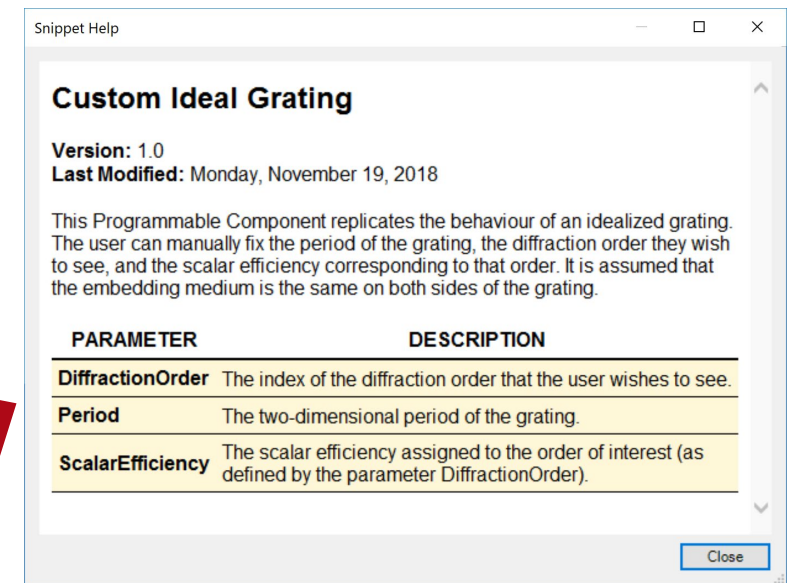 Snippet Help
Custom Ideal Grating
Version: 1.0
Last Modified: Monday, November 19, 2018
This Programmable Component replicates the behaviour of an idealized grating.
The user can manually fix the period of the grating, the diffraction order they wish
to see, and the scalar efficiency corresponding to that order. It is assumed that
the embedding medium is the same on both sides of the grating.
PARAMETER DESCRIPTION
DiffractionOrder The index of the diffraction order that the user wishes to see.
Period The two-dimensional period of the grating.
ScalarEfficiency The scalar efficiency assigned to the order of interest (as
defined by the parameter DiffractionOrder).
Close